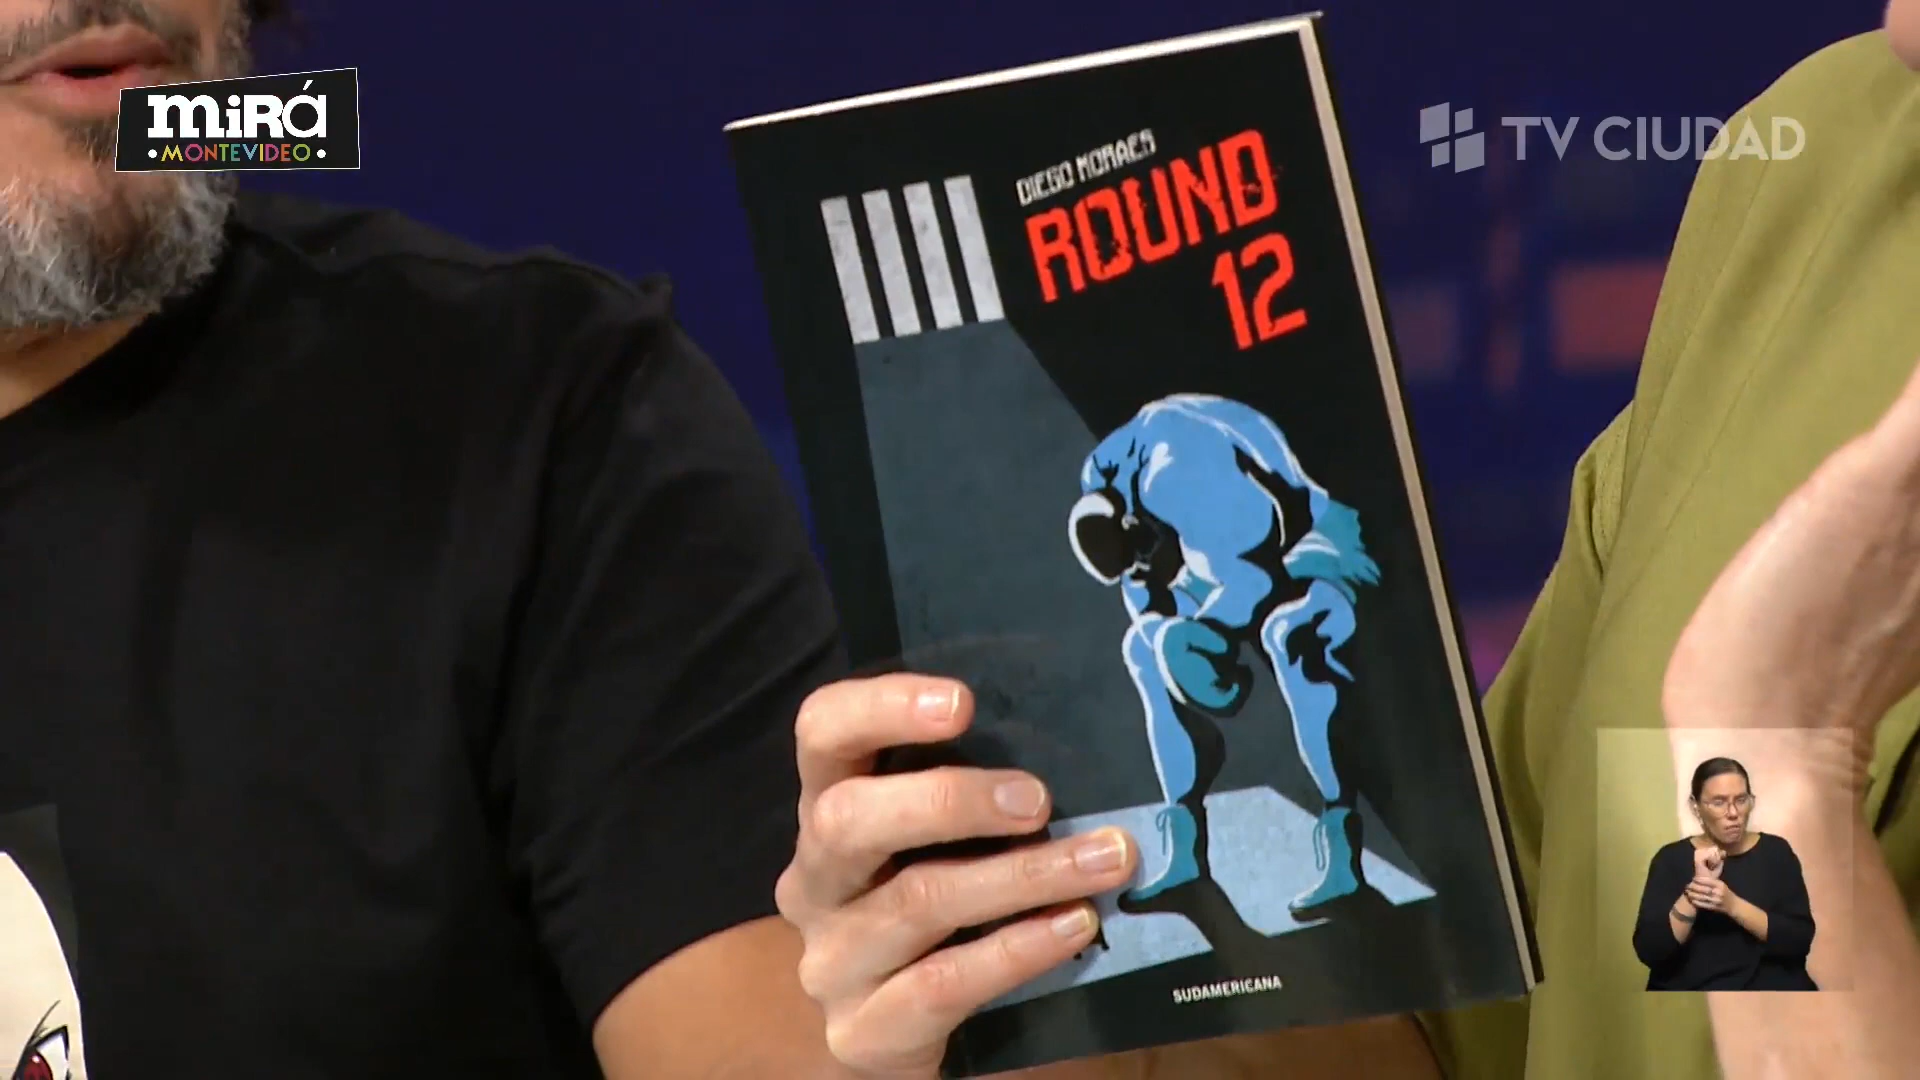 MiRá
•MONTEVIDEO•
TV CIUDAD
DIEGO MORAES
ROUND
12
SUDAMERICANA